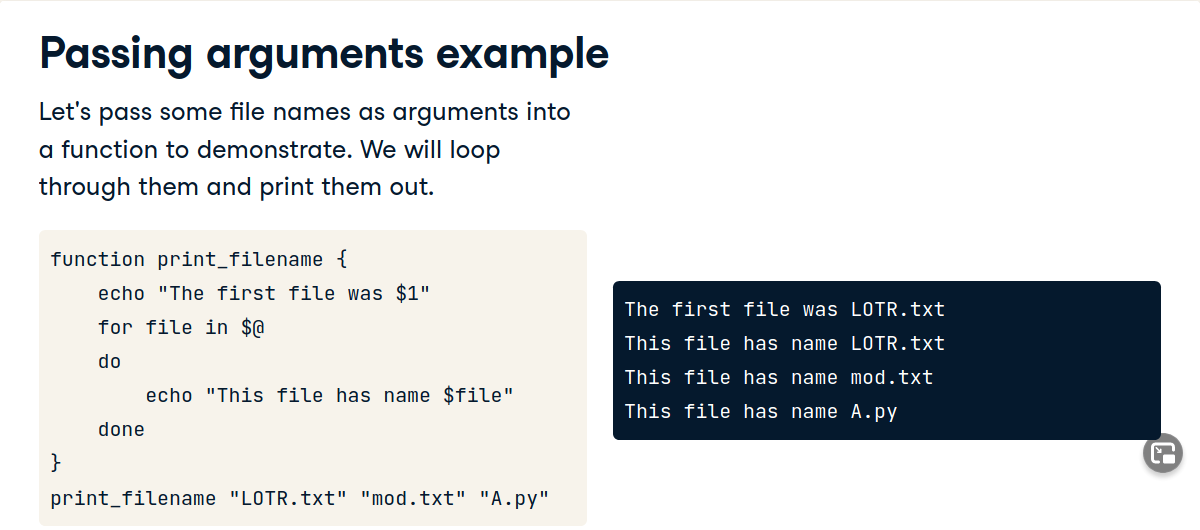 Passing arguments example
Let's pass some file names as arguments into
a function to demonstrate. We will loop
through them and print them out.
function print_filename {
    echo "The first file was $1"
    for file in $@
    do
        echo "This file has name $file"
    done
}
print_filename "LOTR.txt" "mod.txt" "A.py"
The first file was LOTR.txt
This file has name LOTR.txt
This file has name mod.txt
This file has name A.py